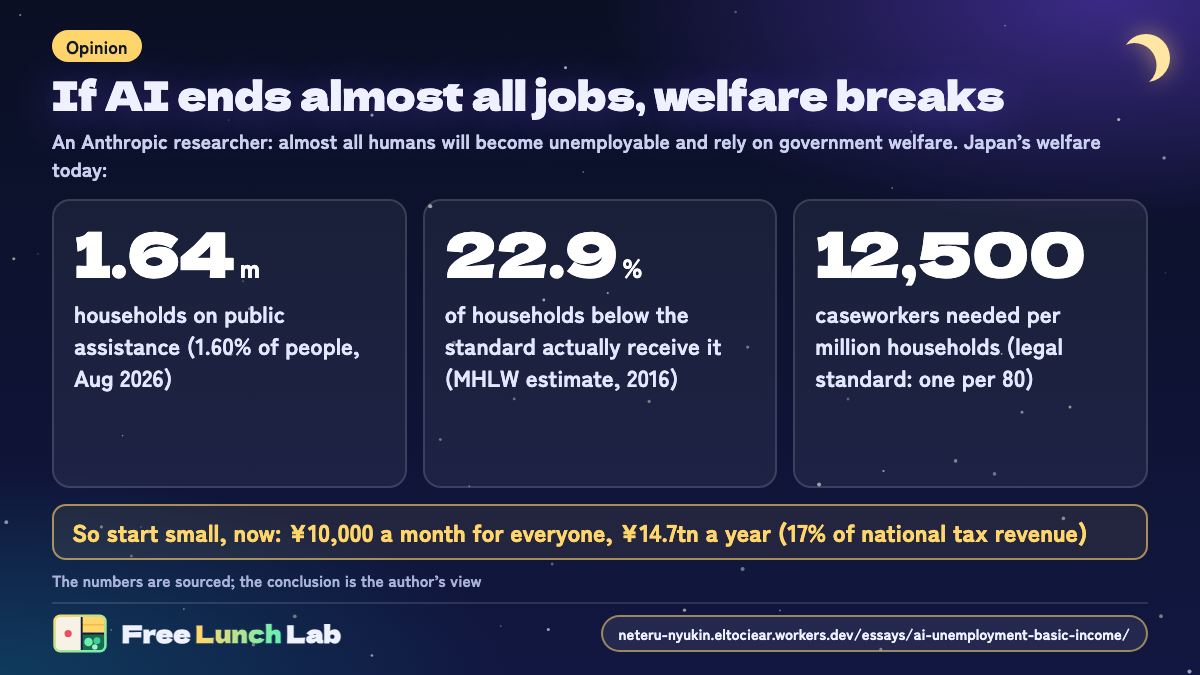 Opinion
If AI ends almost all jobs, welfare breaks
An Anthropic researcher: almost all humans will become unemployable and rely on government welfare. Japan’s welfare
today:
1.64 m
households on public
assistance (1.60% of people,
Aug 2026)
22.9 %
of households below the
standard actually receive it
(MHLW estimate, 2016)
12,500
caseworkers needed per
million households (legal
standard: one per 80)
So start small, now: ¥10,000 a month for everyone, ¥14.7tn a year (17% of national tax revenue)
The numbers are sourced; the conclusion is the author’s view
Free Lunch Lab
neteru-nyukin.eltociear.workers.dev/essays/ai-unemployment-basic-income/